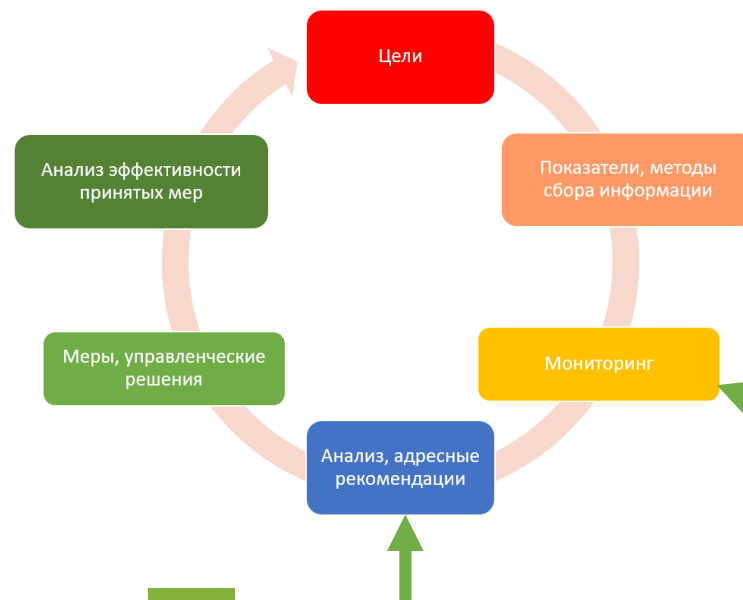 Цели
Показатели, методы
сбора информации
Мониторинг
Анализ, адресные
рекомендации
Меры, управленческие
решения
Анализ эффективности
принятых мер